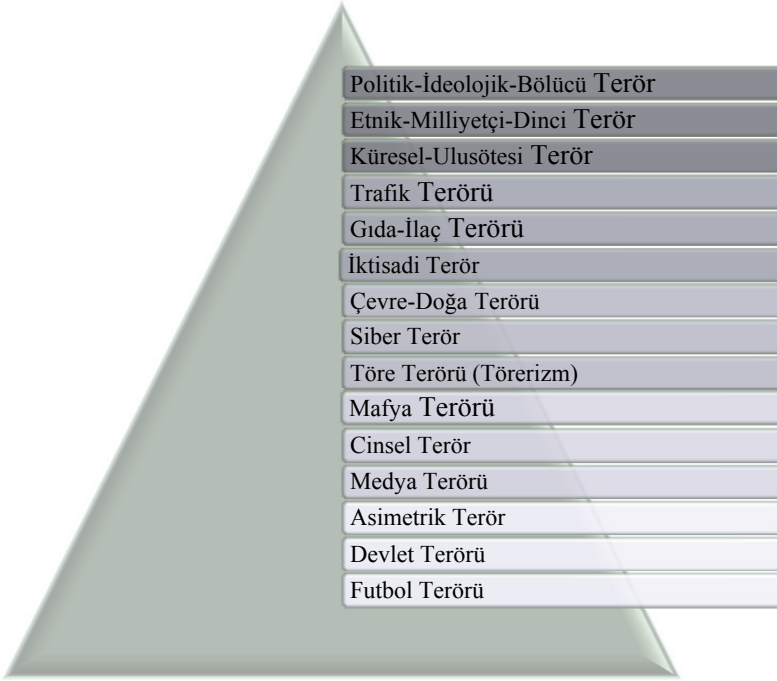 Politik-İdeolojik-Bölücü Terör
Etnik-Milliyetçi-Dinci Terör
Küresel-Ulusötesi Terör
Trafik Terörü
Gıda-İlaç Terörü
İktisadi Terör
Çevre-Doğa Terörü
Siber Terör
Töre Terörü (Törerizm)
Mafya Terörü
Cinsel Terör
Medya Terörü
Asimetrik Terör
Devlet Terörü
Futbol Terörü